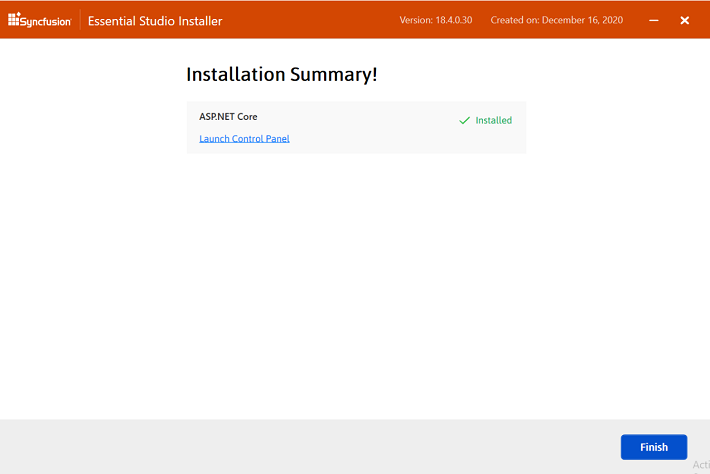 Syncfusion Essential Studio Installer Version: 18.4.0.30 Created on: December 16, 2020
Installation Summary!
ASP.NET Core
Installed
Launch Control Panel
Finish
Acti